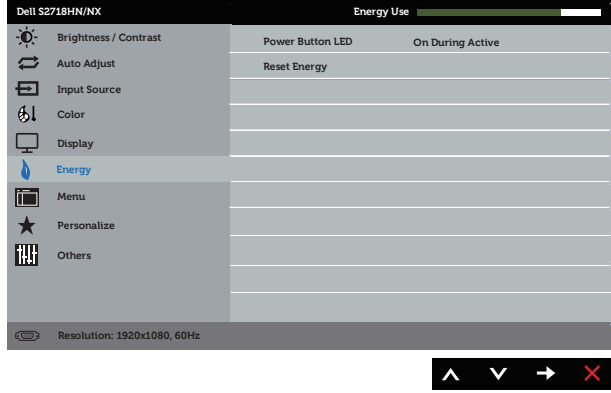 Dell S2718HN/NX Energy Use
Brightness / Contrast
Power Button LED On During Active
Auto Adjust
Reset Energy
Input Source
Color
Display
Energy
Menu
Personalize
Others
Resolution: 1920x1080, 60Hz